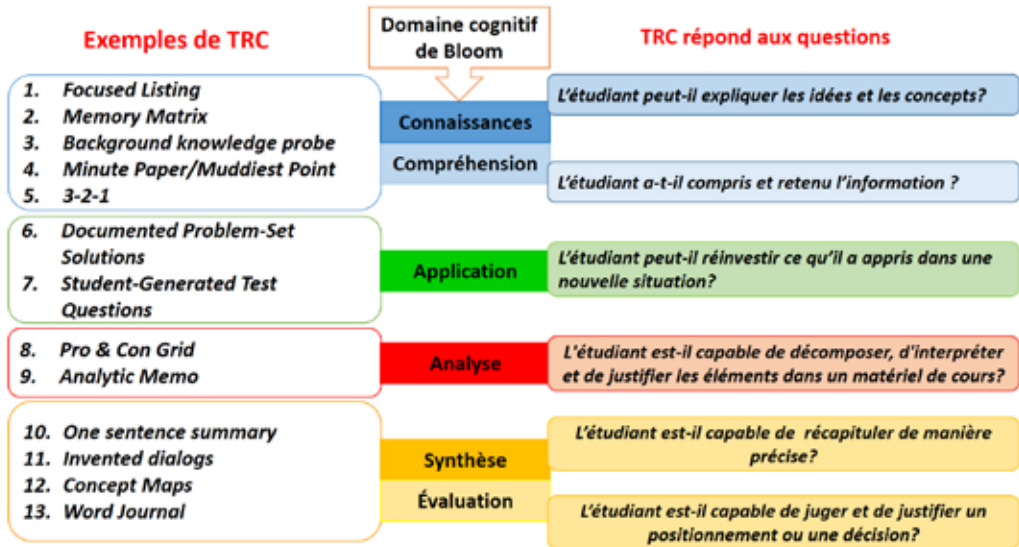 Exemples de TRC
Domaine cognitif
de Bloom
TRC répond aux questions
1. Focused Listing
2. Memory Matrix
3. Background knowledge probe
4. Minute Paper/Muddiest Point
5. 3-2-1
Connaissances
Compréhension
L'étudiant peut-il expliquer les idées et les concepts?
L'étudiant a-t-il compris et retenu l'information ?
6. Documented Problem-Set
Solutions
7. Student-Generated Test
Questions
Application
L'étudiant peut-il réinvestir ce qu'il a appris dans une
nouvelle situation?
8. Pro & Con Grid
9. Analytic Memo
Analyse
L'étudiant est-il capable de décomposer, d'interpréter
et de justifier les éléments dans un matériel de cours?
10. One sentence summary
11. Invented dialogs
12. Concept Maps
13. Word Journal
Synthèse
Évaluation
L'étudiant est-il capable de récapituler de manière
précise?
L'étudiant est-il capable de juger et de justifier un
positionnement ou une décision?